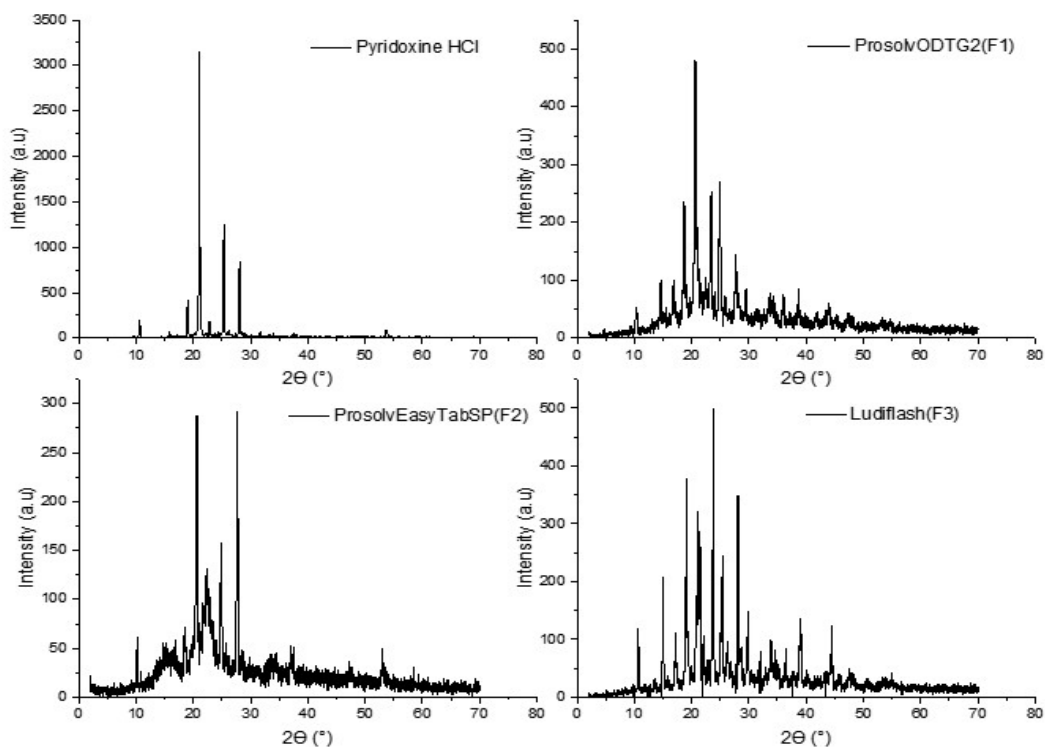 Pyridoxine HCl
Intensity (a.u)
3500
3000
2500
2000
1500
1000
500
0
0 10 20 30 40 50 60 70 80
2Θ (°)
ProsolvODTG2(F1)
Intensity (a.u)
500
400
300
200
100
0
0 10 20 30 40 50 60 70 80
2Θ (°)
ProsolvEasyTabSP(F2)
Intensity (a.u)
300
250
200
150
100
50
0
0 10 20 30 40 50 60 70 80
2Θ (°)
Ludiflash(F3)
Intensity (a.u)
500
400
300
200
100
0
0 10 20 30 40 50 60 70 80
2Θ (°)